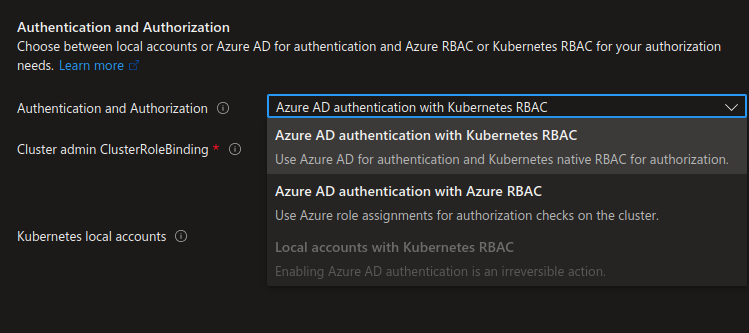 Authentication and Authorization
Choose between local accounts or Azure AD for authentication and Azure RBAC or Kubernetes RBAC for your authorization
needs. Learn more
Authentication and Authorization
Azure AD authentication with Kubernetes RBAC
Azure AD authentication with Kubernetes RBAC
Use Azure AD for authentication and Kubernetes native RBAC for authorization.
Cluster admin ClusterRoleBinding *
Azure AD authentication with Azure RBAC
Use Azure role assignments for authorization checks on the cluster.
Kubernetes local accounts
Local accounts with Kubernetes RBAC
Enabling Azure AD authentication is an irreversible action.